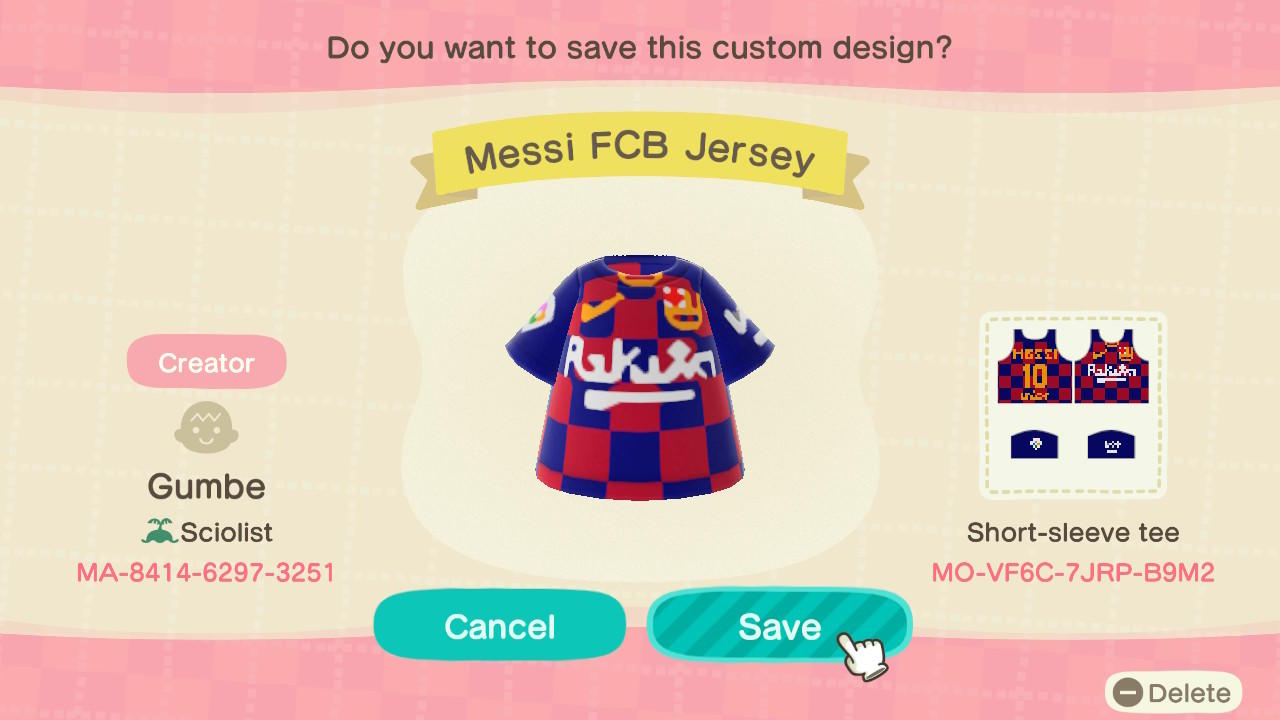 Do you want to save this custom design?
Messi FCB Jersey
Rakuten
Creator
Gumbe
Sciolist
MA-8414-6297-3251
MESSI
10
Rakuten
Short-sleeve tee
MO-VF6C-7JRP-B9M2
Cancel
Save
Delete